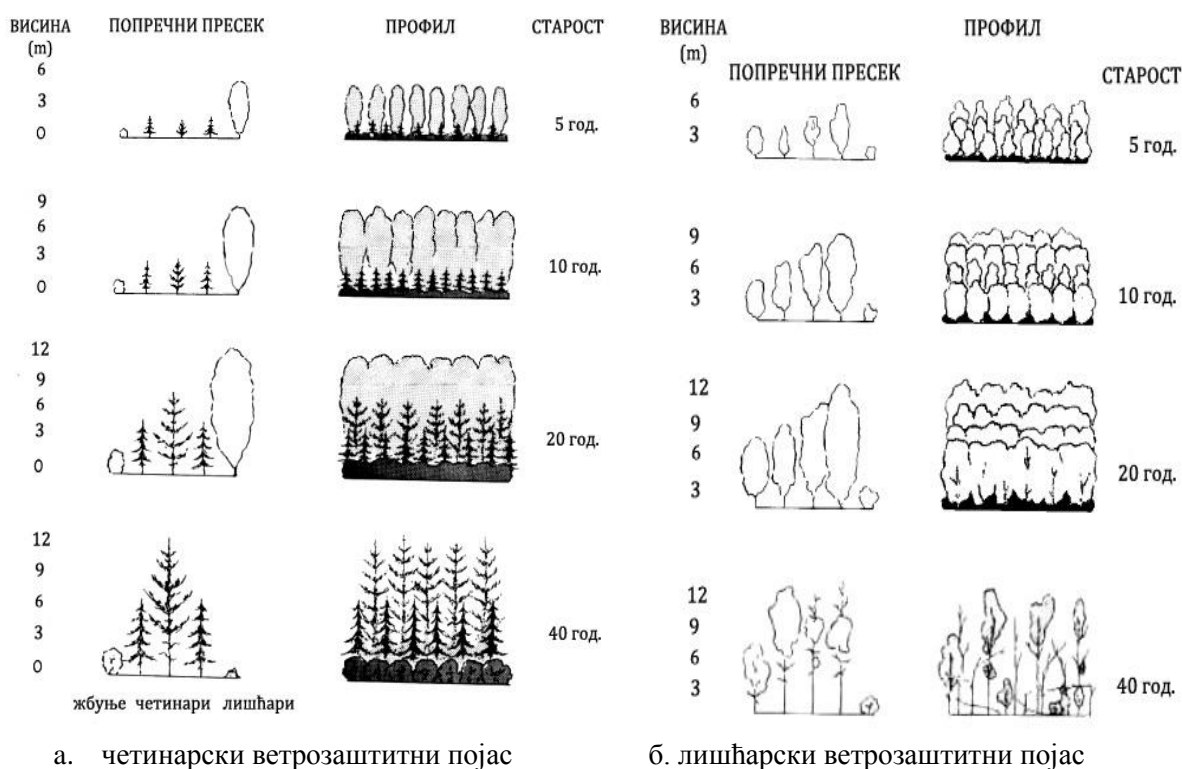 ВИСИНА ПОПРЕЧНИ ПРЕСЕК ПРОФИЛ СТАРОСТ
(m)
6
3
0
5 год.
9
6
3
0
10 год.
12
9
6
3
0
20 год.
12
9
6
3
0
40 год.
жбуње четинари лишћари
а. четинарски ветрозаштитни појас
ВИСИНА ПРОФИЛ
(m)
ПОПРЕЧНИ ПРЕСЕК СТАРОСТ
6
3
5 год.
9
6
3
10 год.
12
9
6
3
20 год.
12
9
6
3
40 год.
б. лишћарски ветрозаштитни појас